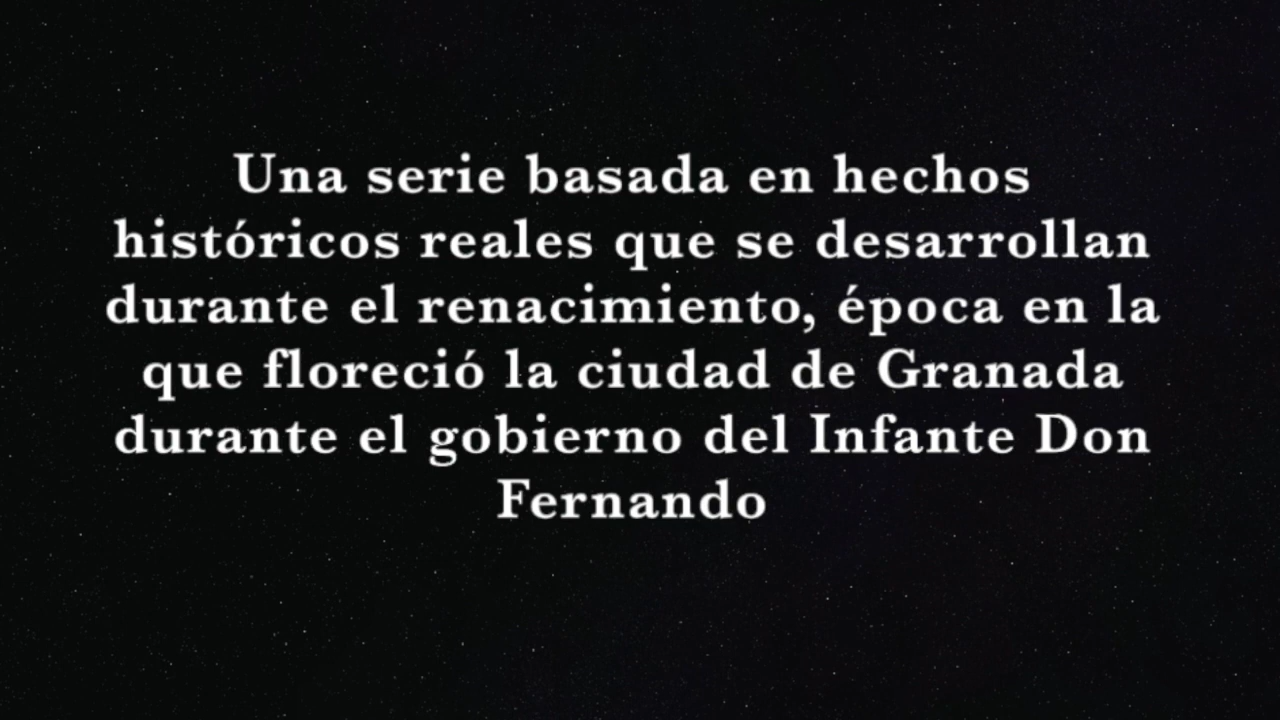 Una serie basada en hechos
históricos reales que se desarrollan
durante el renacimiento, época en la
que floreció la ciudad de Granada
durante el gobierno del Infante Don
Fernando